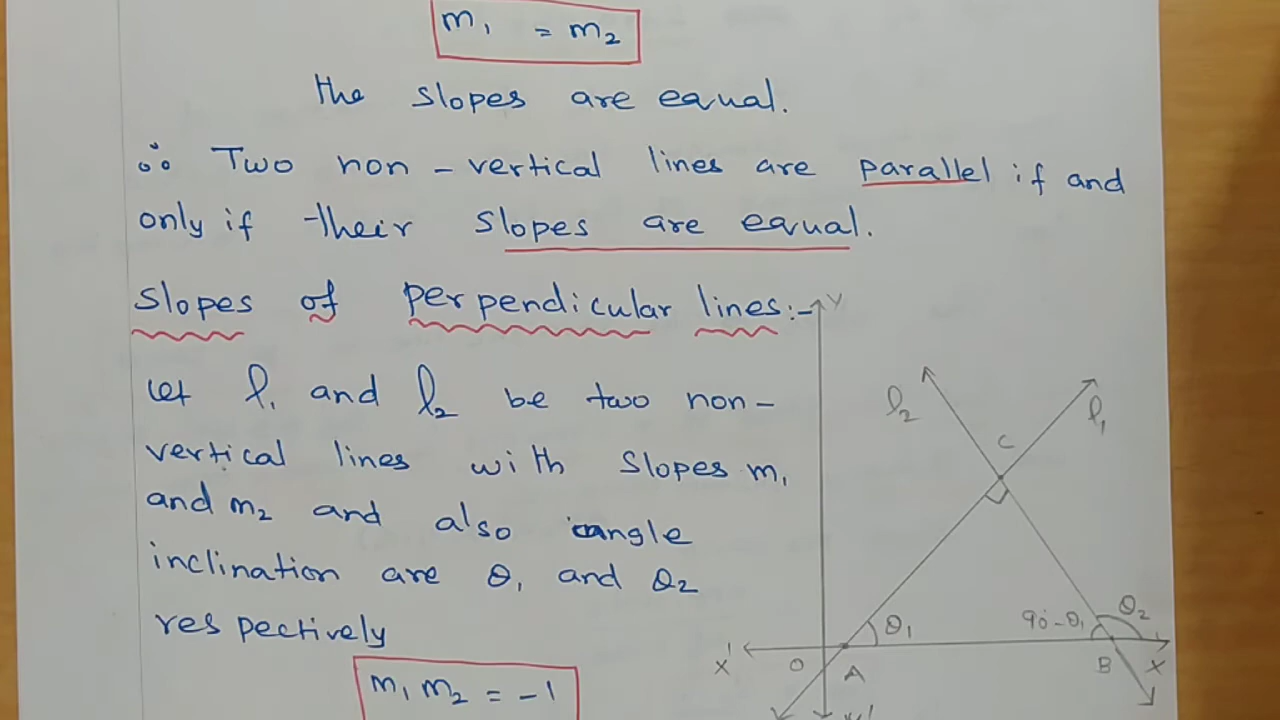 m₁ = m₂
the slopes are equal.
∴ Two non-vertical lines are parallel if and
only if their slopes are equal.
Slopes of perpendicular lines:-
Let l₁ and l₂ be two non-
vertical lines with slopes m₁
and m₂ and also angle
inclination are θ₁ and θ₂
respectively
m₁ m₂ = -1
Y
l₂
l₁
C
θ₁
90°-θ₁
θ₂
X'
O
A
B
X